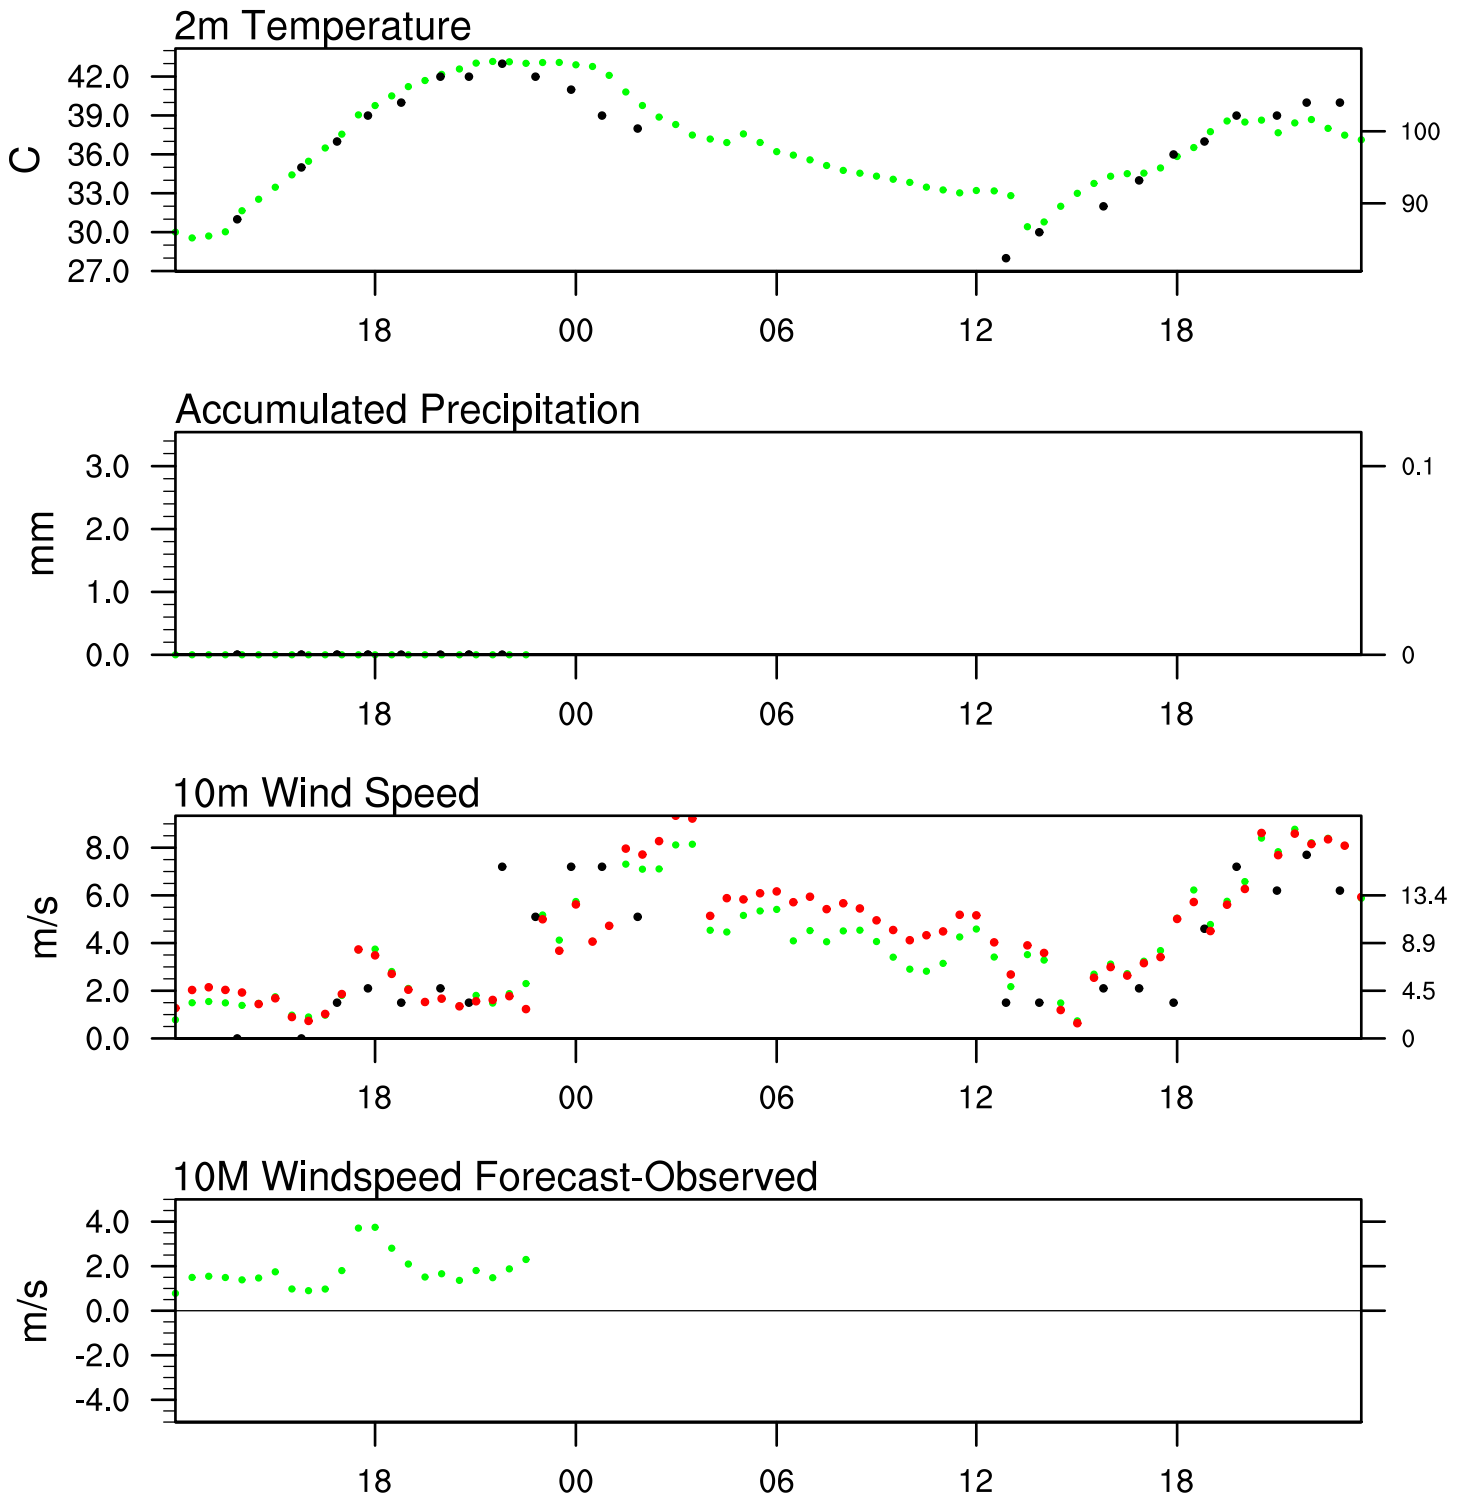 2m Temperature
42.0
39.0
36.0
33.0
30.0
27.0
C
100
90
18 00 06 12 18
Accumulated Precipitation
3.0
2.0
1.0
0.0
mm
0.1
0
18 00 06 12 18
10m Wind Speed
8.0
6.0
4.0
2.0
0.0
m/s
13.4
8.9
4.5
0
18 00 06 12 18
10M Windspeed Forecast-Observed
4.0
2.0
0.0
-2.0
-4.0
m/s
18 00 06 12 18